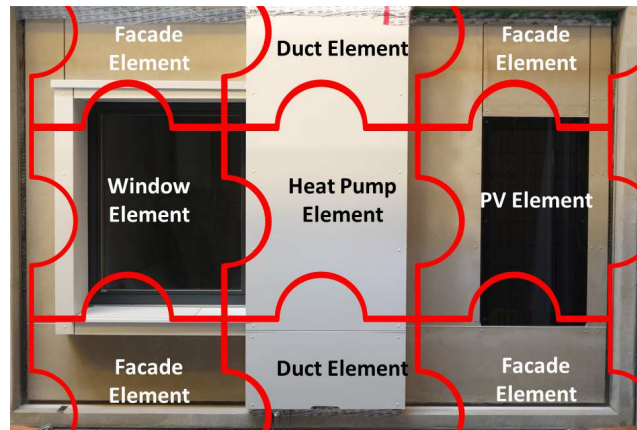 Facade
Element
Duct Element
Facade
Element
Window
Element
Heat Pump
Element
PV Element
Facade
Element
Duct Element
Facade
Element